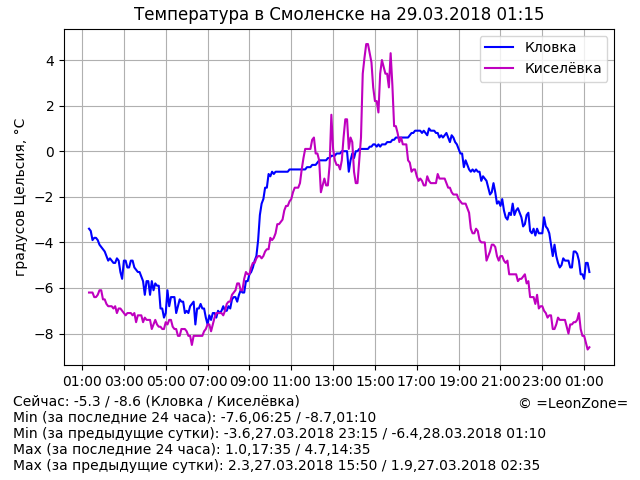 Температура в Смоленске на 29.03.2018 01:15
Кловка
Киселёвка
градусов Цельсия, °C
4
2
0
−2
−4
−6
−8
01:00 03:00 05:00 07:00 09:00 11:00 13:00 15:00 17:00 19:00 21:00 23:00 01:00
Сейчас: -5.3 / -8.6 (Кловка / Киселёвка)
© =LeonZone=
Min (за последние 24 часа): -7.6,06:25 / -8.7,01:10
Min (за предыдущие сутки): -3.6,27.03.2018 23:15 / -6.4,28.03.2018 01:10
Max (за последние 24 часа): 1.0,17:35 / 4.7,14:35
Max (за предыдущие сутки): 2.3,27.03.2018 15:50 / 1.9,27.03.2018 02:35